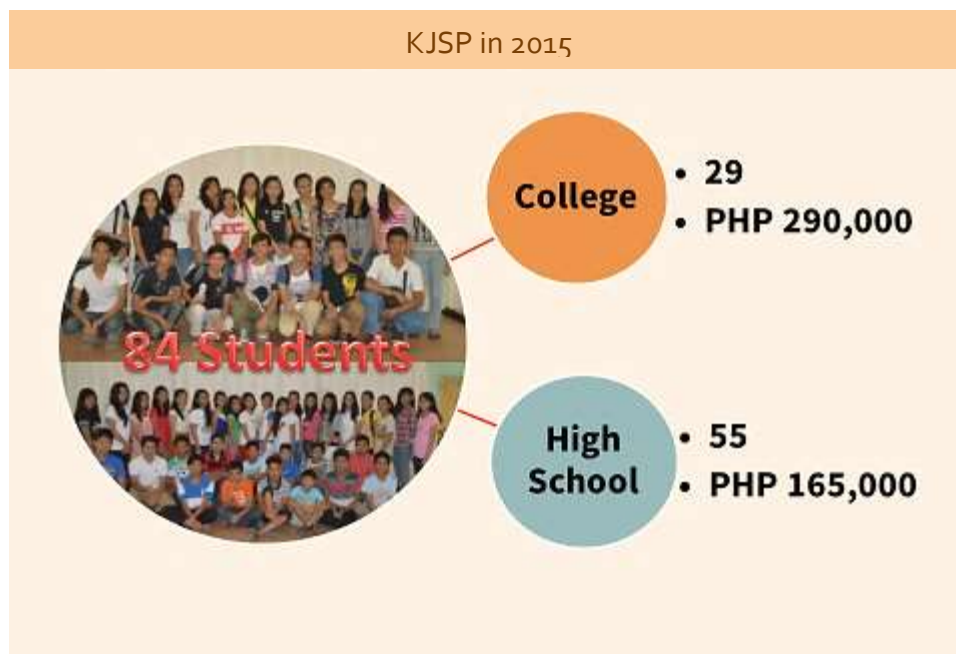 KJSP in 2015
84 Students
College
• 29
• PHP 290,000
High
School
• 55
• PHP 165,000